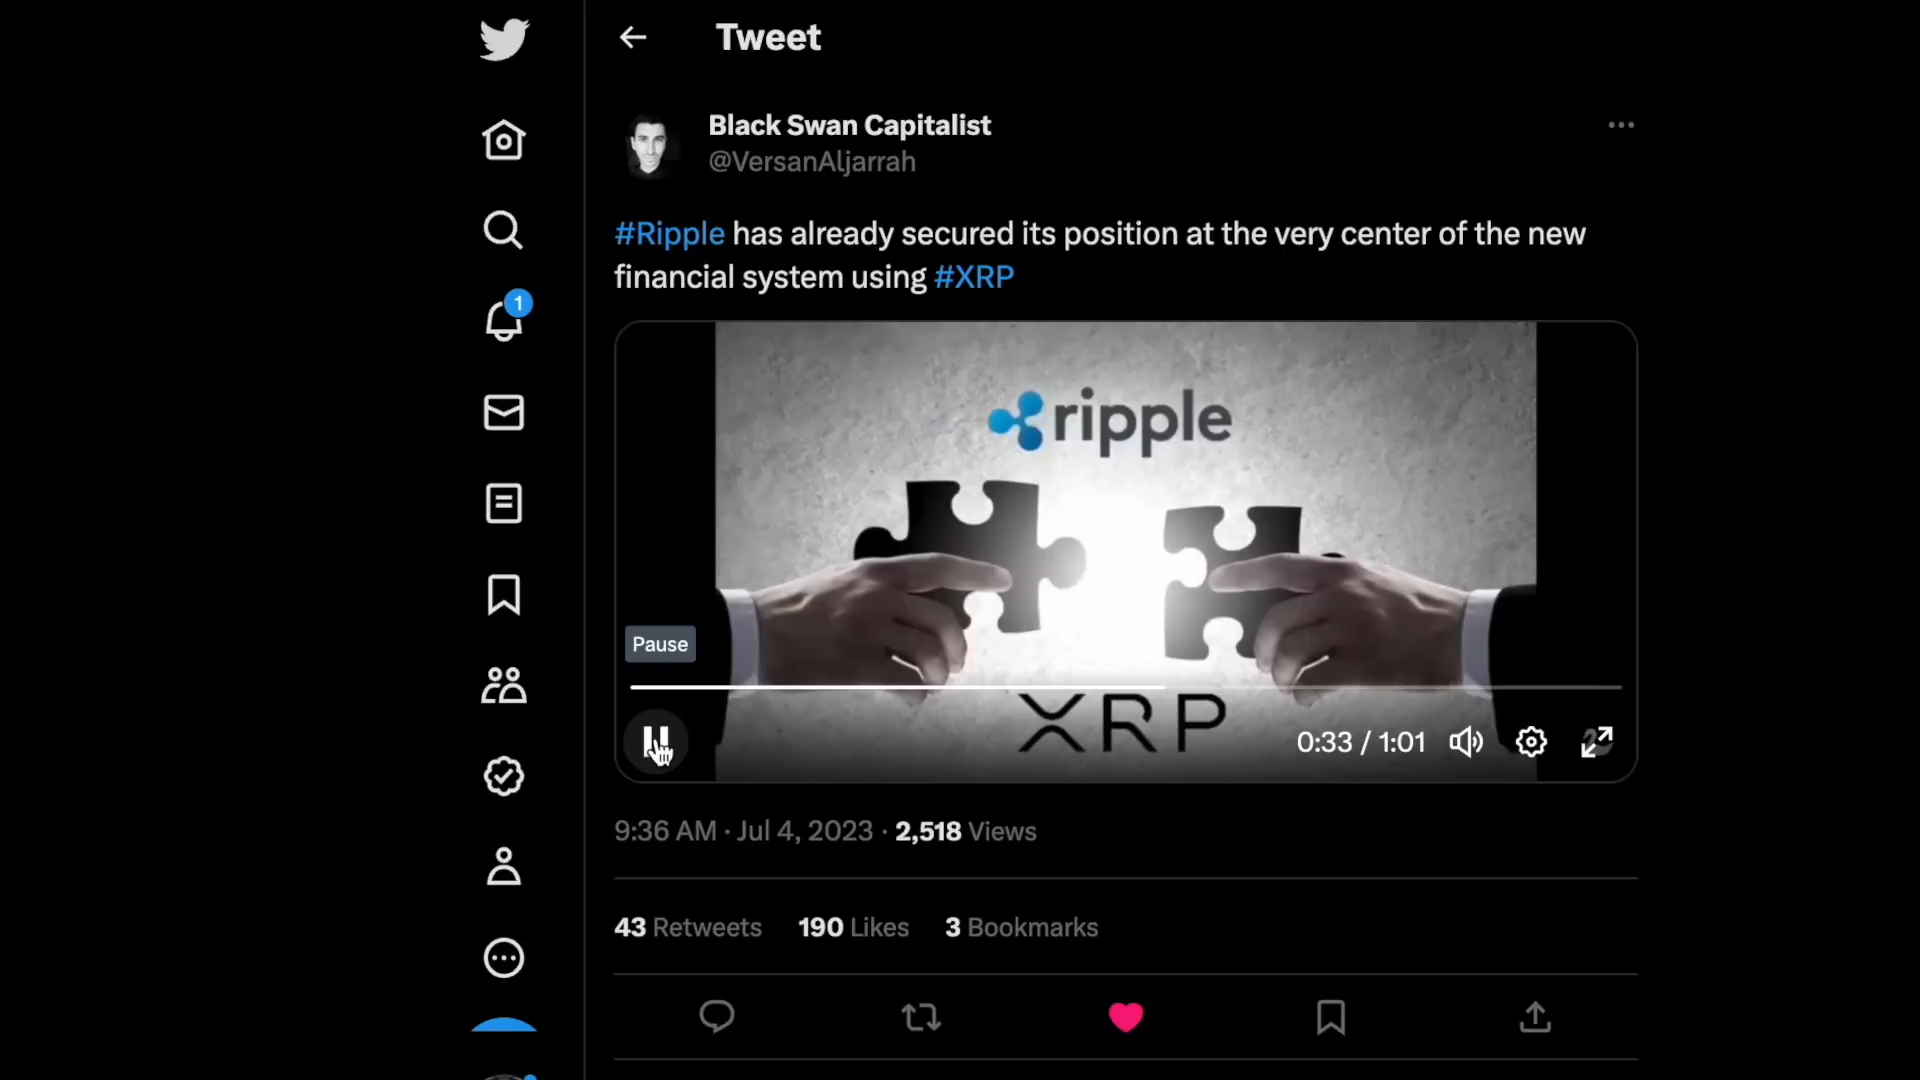 Tweet
Black Swan Capitalist
@VersanAljarrah
#Ripple has already secured its position at the very center of the new
financial system using #XRP
1
ripple
Pause
XRP
0:33 / 1:01
9:36 AM · Jul 4, 2023 · 2,518 Views
43 Retweets 190 Likes 3 Bookmarks